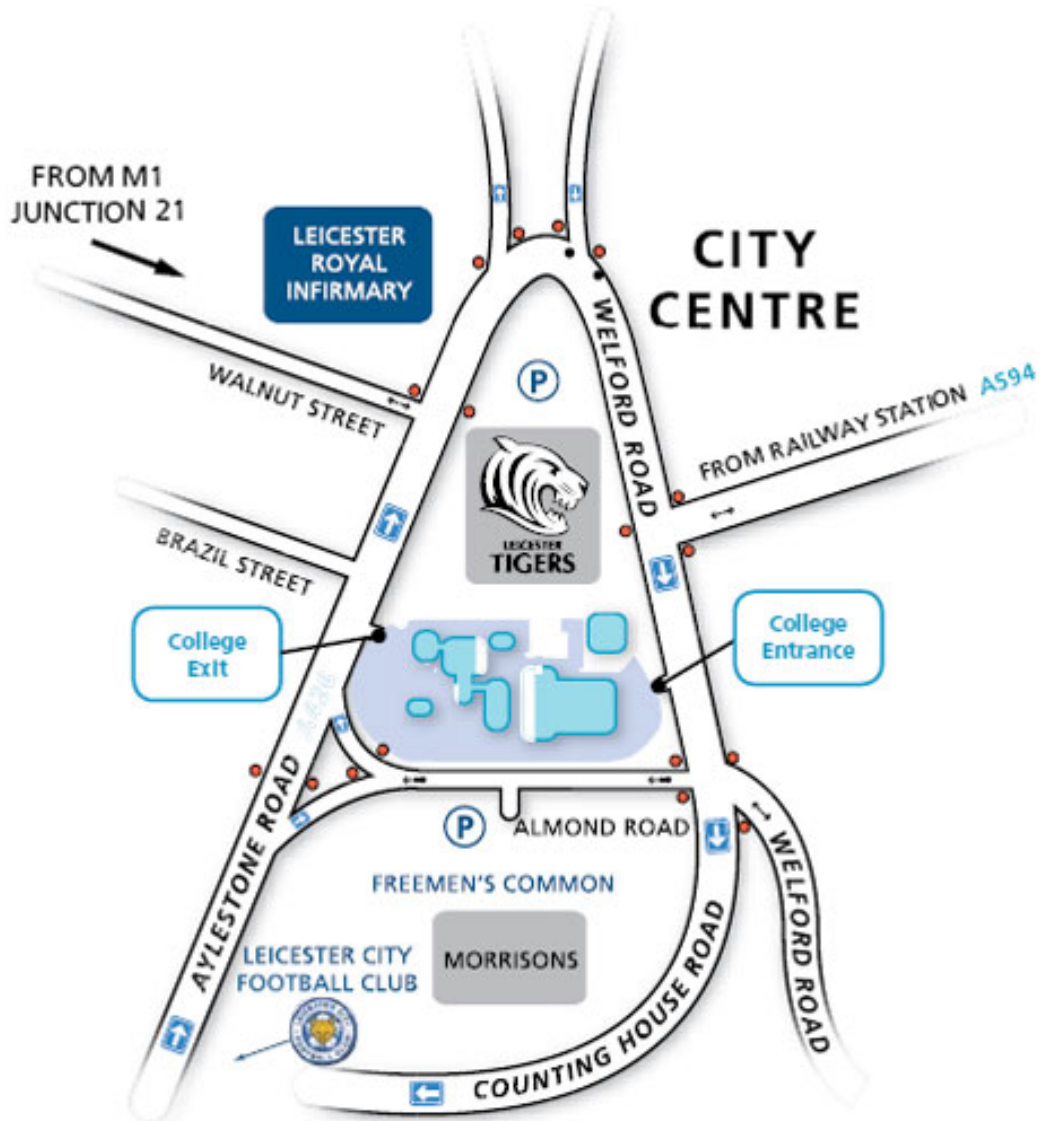 FROM M1
JUNCTION 21
LEICESTER
ROYAL
INFIRMARY
CITY
CENTRE
WELFORD ROAD
WALNUT STREET
P
FROM RAILWAY STATION A594
LEICESTER
TIGERS
BRAZIL STREET
College
Exit
College
Entrance
AYLESTONE ROAD
P
ALMOND ROAD
FREEMEN'S COMMON
MORRISONS
LEICESTER CITY
FOOTBALL CLUB
COUNTING HOUSE ROAD
WELFORD ROAD